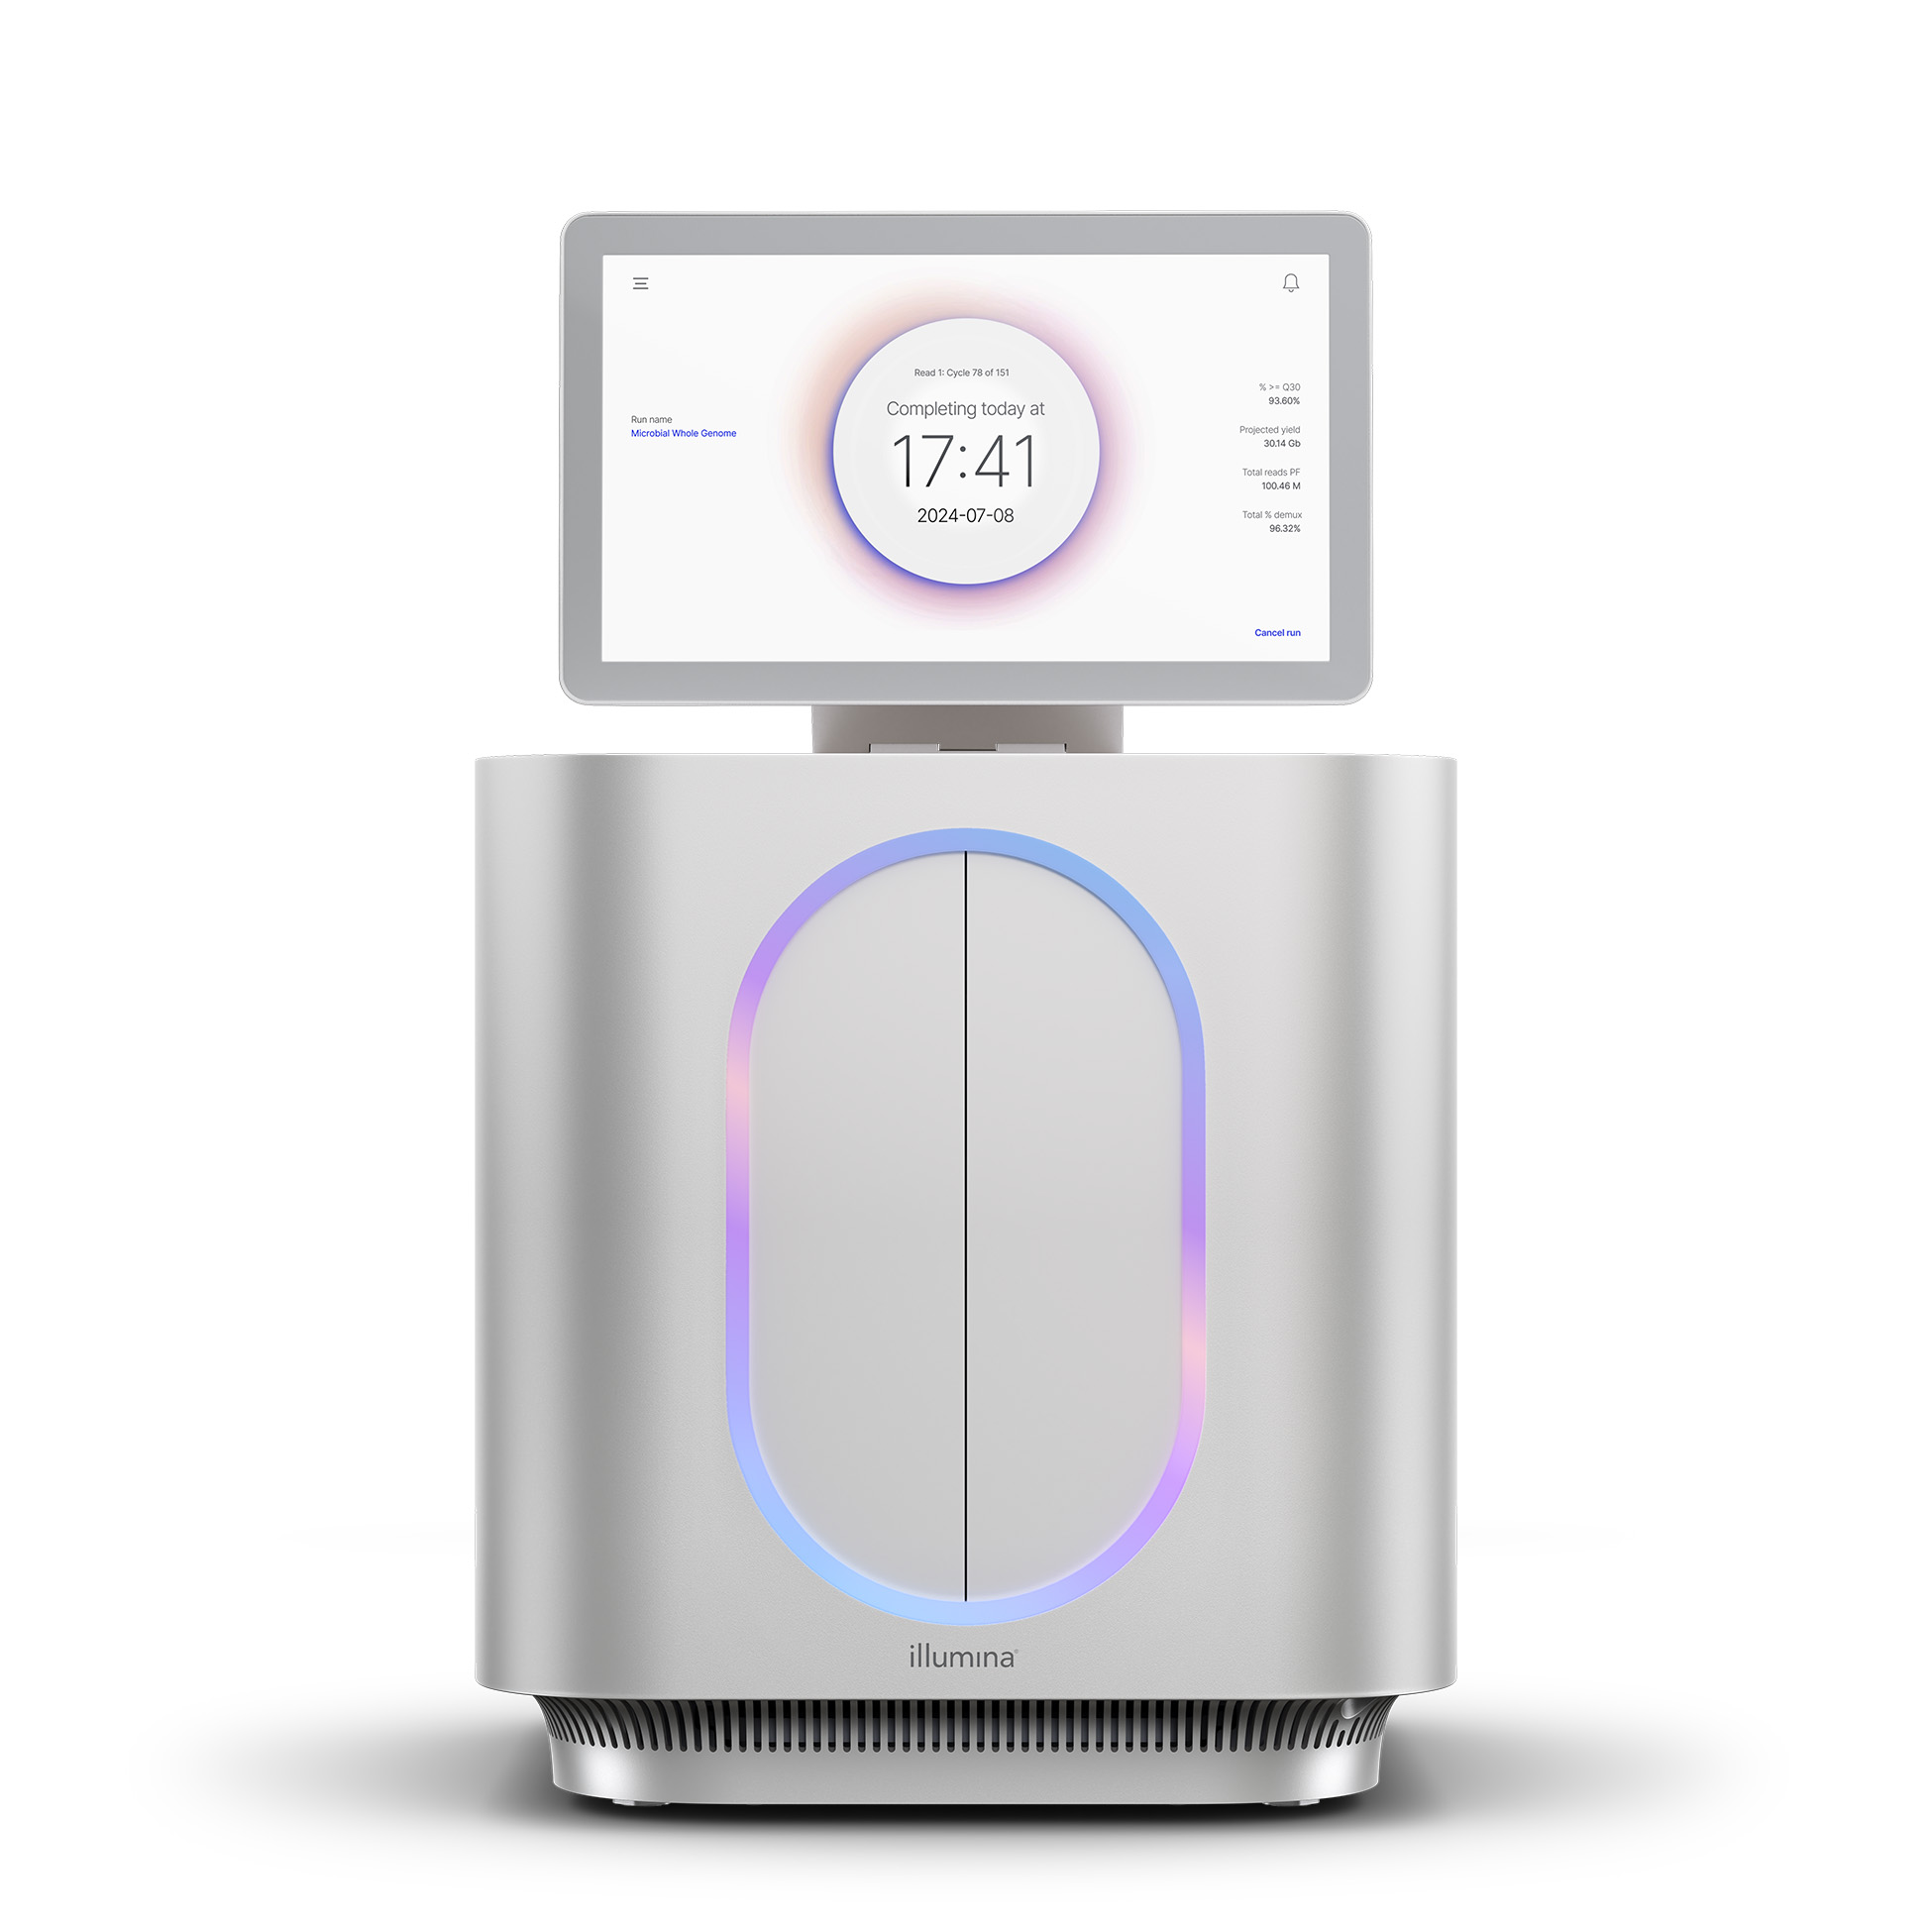 Read 1: Cycle 78 of 151
Completing today at
17:41
2024-07-08
Run name
Microbial Whole Genome
% >= Q30
93.60%
Projected yield
30.14 Gb
Total reads PF
100.46 M
Total % demux
96.32%
Cancel run
illumina